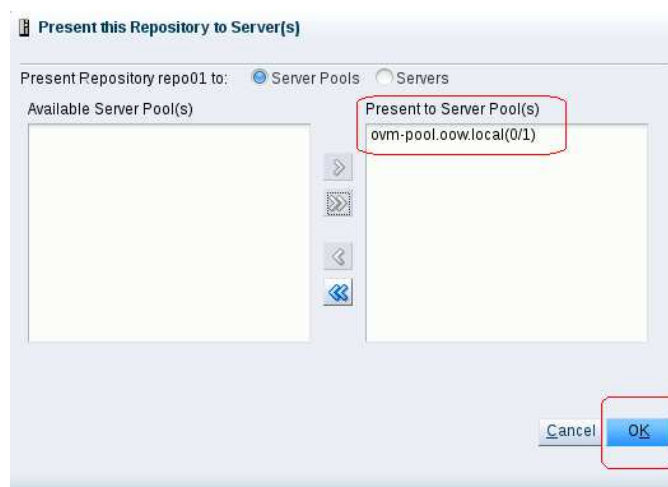 Present this Repository to Server(s)
Present Repository repo01 to: Server Pools Servers
Available Server Pool(s)
Present to Server Pool(s)
ovm-pool.oow.local(0/1)
Cancel OK